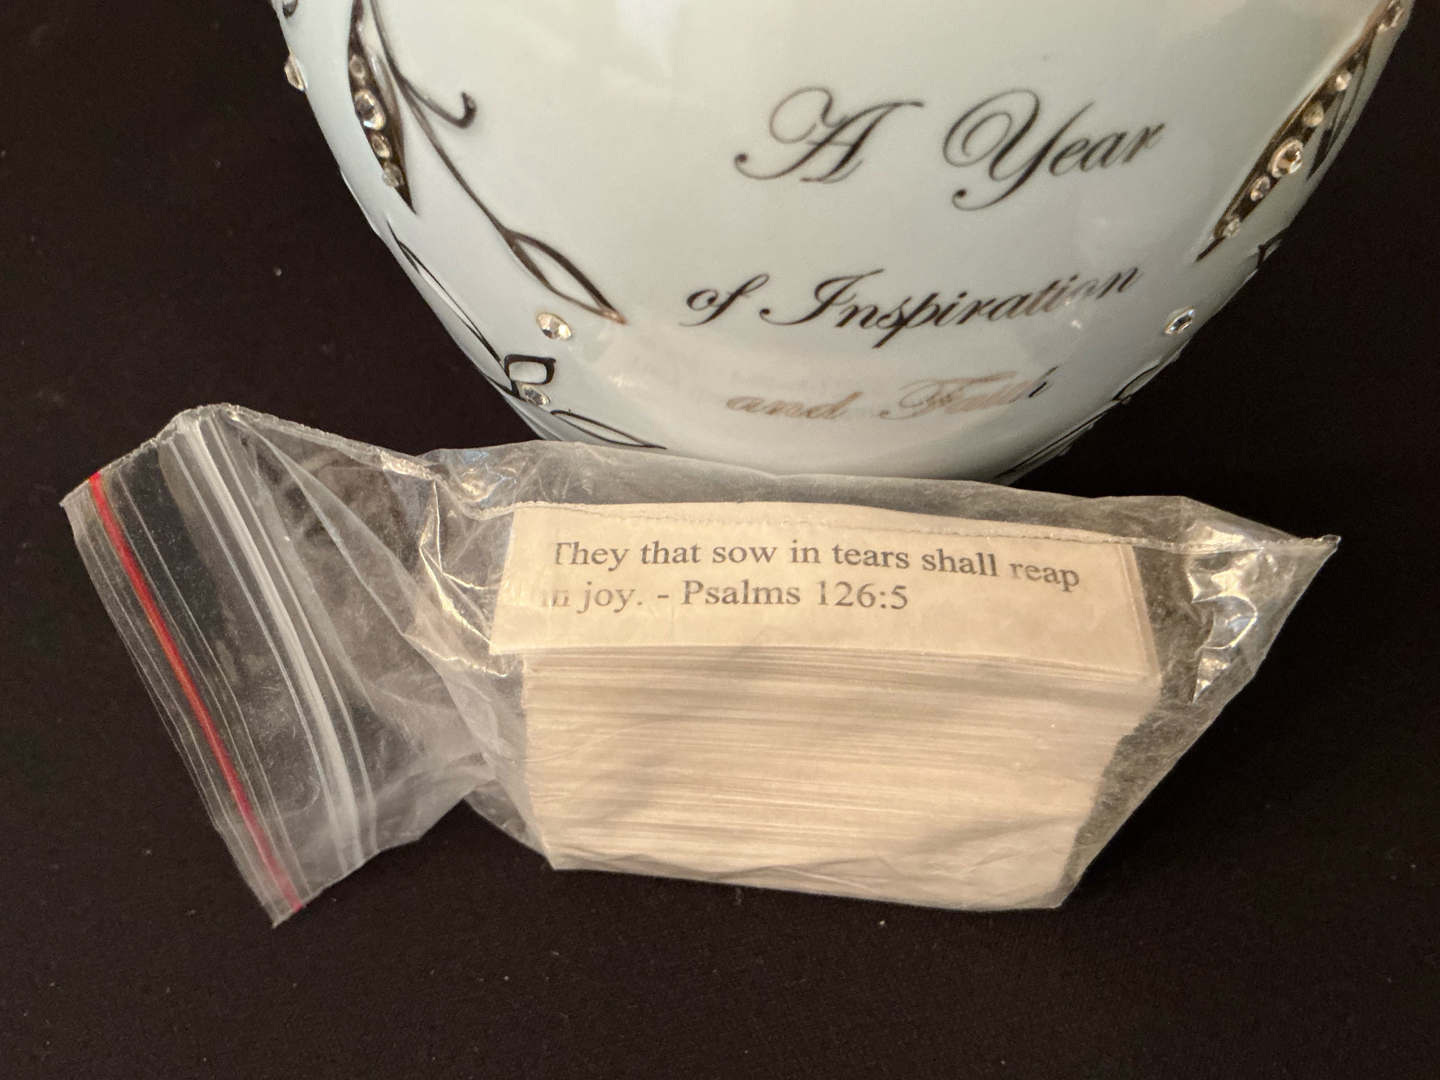 A Year
of Inspiration
and Faith
They that sow in tears shall reap
in joy. - Psalms 126:5